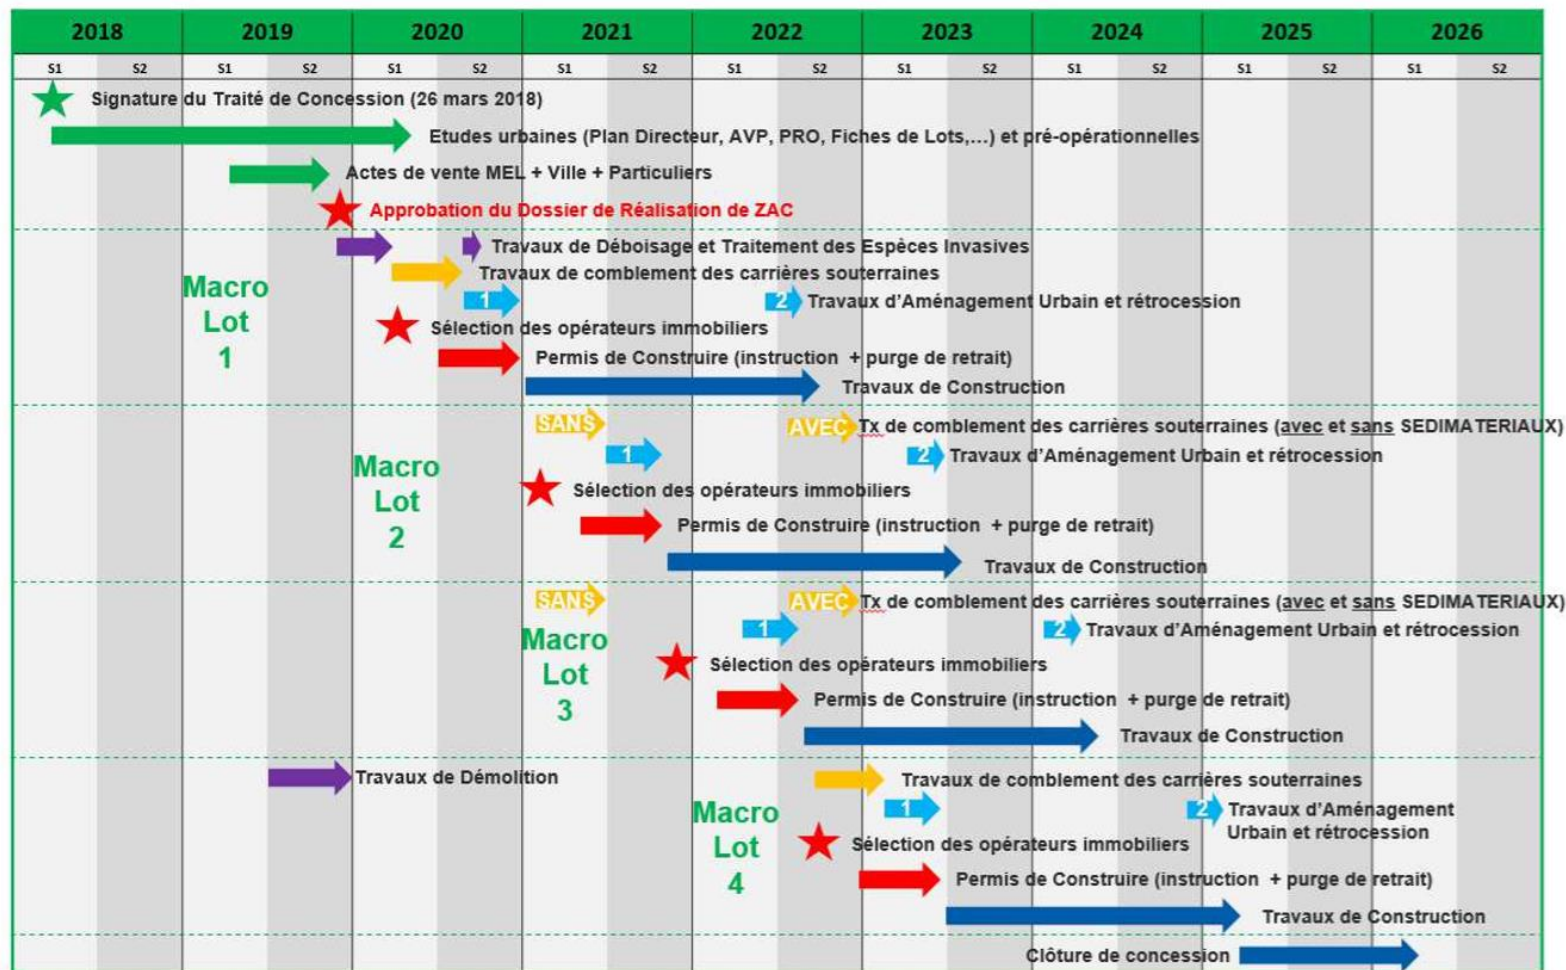 2018 2019 2020 2021 2022 2023 2024 2025 2026
S1 S2 S1 S2 S1 S2 S1 S2 S1 S2 S1 S2 S1 S2 S1 S2 S1 S2
Signature du Traité de Concession (26 mars 2018)
Etudes urbaines (Plan Directeur, AVP, PRO, Fiches de Lots,…) et pré-opérationnelles
Actes de vente MEL + Ville + Particuliers
Approbation du Dossier de Réalisation de ZAC
Macro
Lot
1
Travaux de Déboisage et Traitement des Espèces Invasives
Travaux de comblement des carrières souterraines
1 2 Travaux d’Aménagement Urbain et rétrocession
Sélection des opérateurs immobiliers
Permis de Construire (instruction + purge de retrait)
Travaux de Construction
Macro
Lot
2
SANS AVEC Tx de comblement des carrières souterraines (avec et sans SEDIMATERIAUX)
1 2 Travaux d’Aménagement Urbain et rétrocession
Sélection des opérateurs immobiliers
Permis de Construire (instruction + purge de retrait)
Travaux de Construction
Macro
Lot
3
SANS AVEC Tx de comblement des carrières souterraines (avec et sans SEDIMATERIAUX)
1 2 Travaux d’Aménagement Urbain et rétrocession
Sélection des opérateurs immobiliers
Permis de Construire (instruction + purge de retrait)
Travaux de Construction
Macro
Lot
4
Travaux de Démolition
Travaux de comblement des carrières souterraines
1 2 Travaux d’Aménagement
Urbain et rétrocession
Sélection des opérateurs immobiliers
Permis de Construire (instruction + purge de retrait)
Travaux de Construction
Clôture de concession